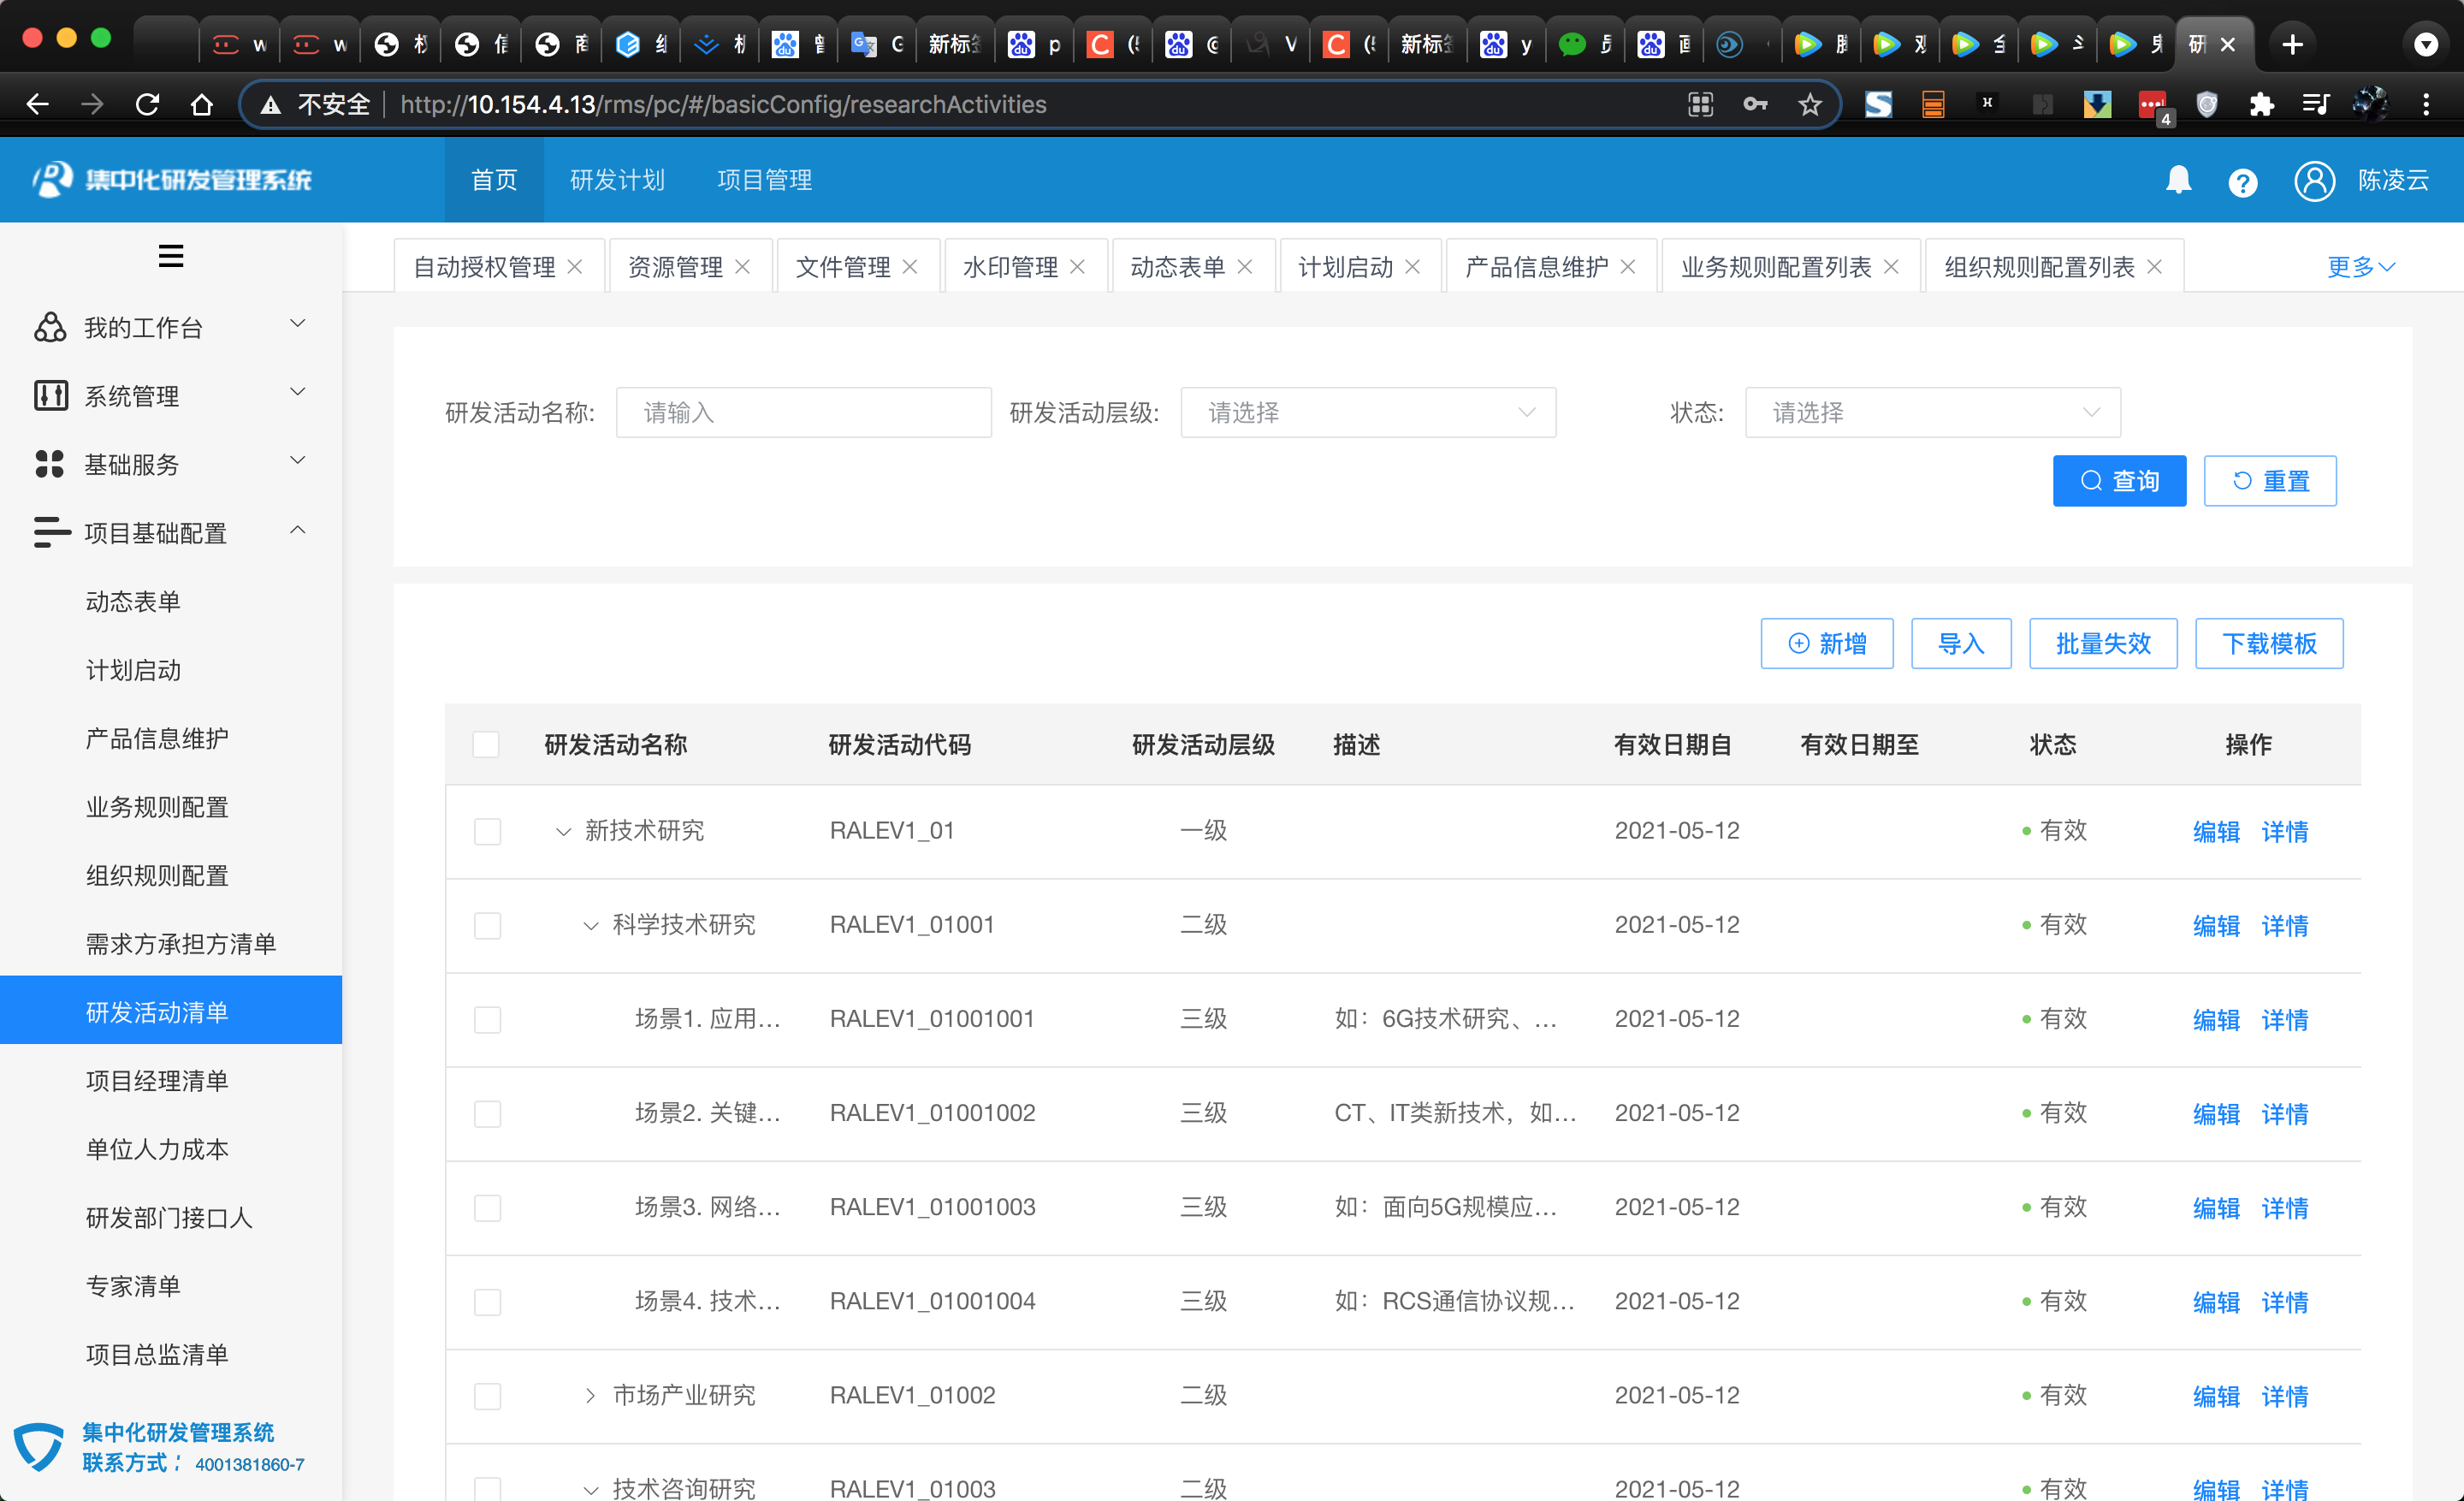 新标签
新标签
研
不安全 http://10.154.4.13/rms/pc/#/basicConfig/researchActivities
4
集中化研发管理系统 首页 研发计划 项目管理 陈凌云
自动授权管理 资源管理 文件管理 水印管理 动态表单 计划启动 产品信息维护 业务规则配置列表 组织规则配置列表 更多
我的工作台
系统管理
基础服务
项目基础配置
动态表单
计划启动
产品信息维护
业务规则配置
组织规则配置
需求方承担方清单
研发活动清单
项目经理清单
单位人力成本
研发部门接口人
专家清单
项目总监清单
集中化研发管理系统
联系方式: 4001381860-7
研发活动名称: 请输入 研发活动层级: 请选择 状态: 请选择
查询 重置
新增 导入 批量失效 下载模板
研发活动名称 研发活动代码 研发活动层级 描述 有效日期自 有效日期至 状态 操作
新技术研究 RALEV1_01 一级 2021-05-12 有效 编辑 详情
科学技术研究 RALEV1_01001 二级 2021-05-12 有效 编辑 详情
场景1. 应用... RALEV1_01001001 三级 如：6G技术研究、... 2021-05-12 有效 编辑 详情
场景2. 关键... RALEV1_01001002 三级 CT、IT类新技术，如... 2021-05-12 有效 编辑 详情
场景3. 网络... RALEV1_01001003 三级 如：面向5G规模应... 2021-05-12 有效 编辑 详情
场景4. 技术... RALEV1_01001004 三级 如：RCS通信协议规... 2021-05-12 有效 编辑 详情
市场产业研究 RALEV1_01002 二级 2021-05-12 有效 编辑 详情
技术咨询研究 RALEV1_01003 二级 2021-05-12 有效 编辑 详情